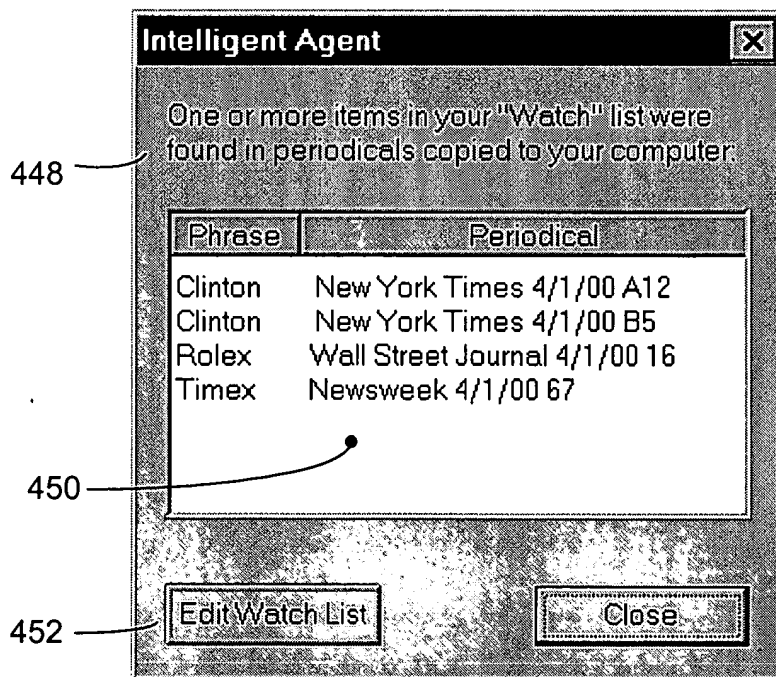 Intelligent Agent
One or more items in your "Watch" list were
found in periodicals copied to your computer:
448
Phrase Periodical
Clinton New York Times 4/1/00 A12
Clinton New York Times 4/1/00 B5
Rolex Wall Street Journal 4/1/00 16
Timex Newsweek 4/1/00 67
450
Edit Watch List Close
452